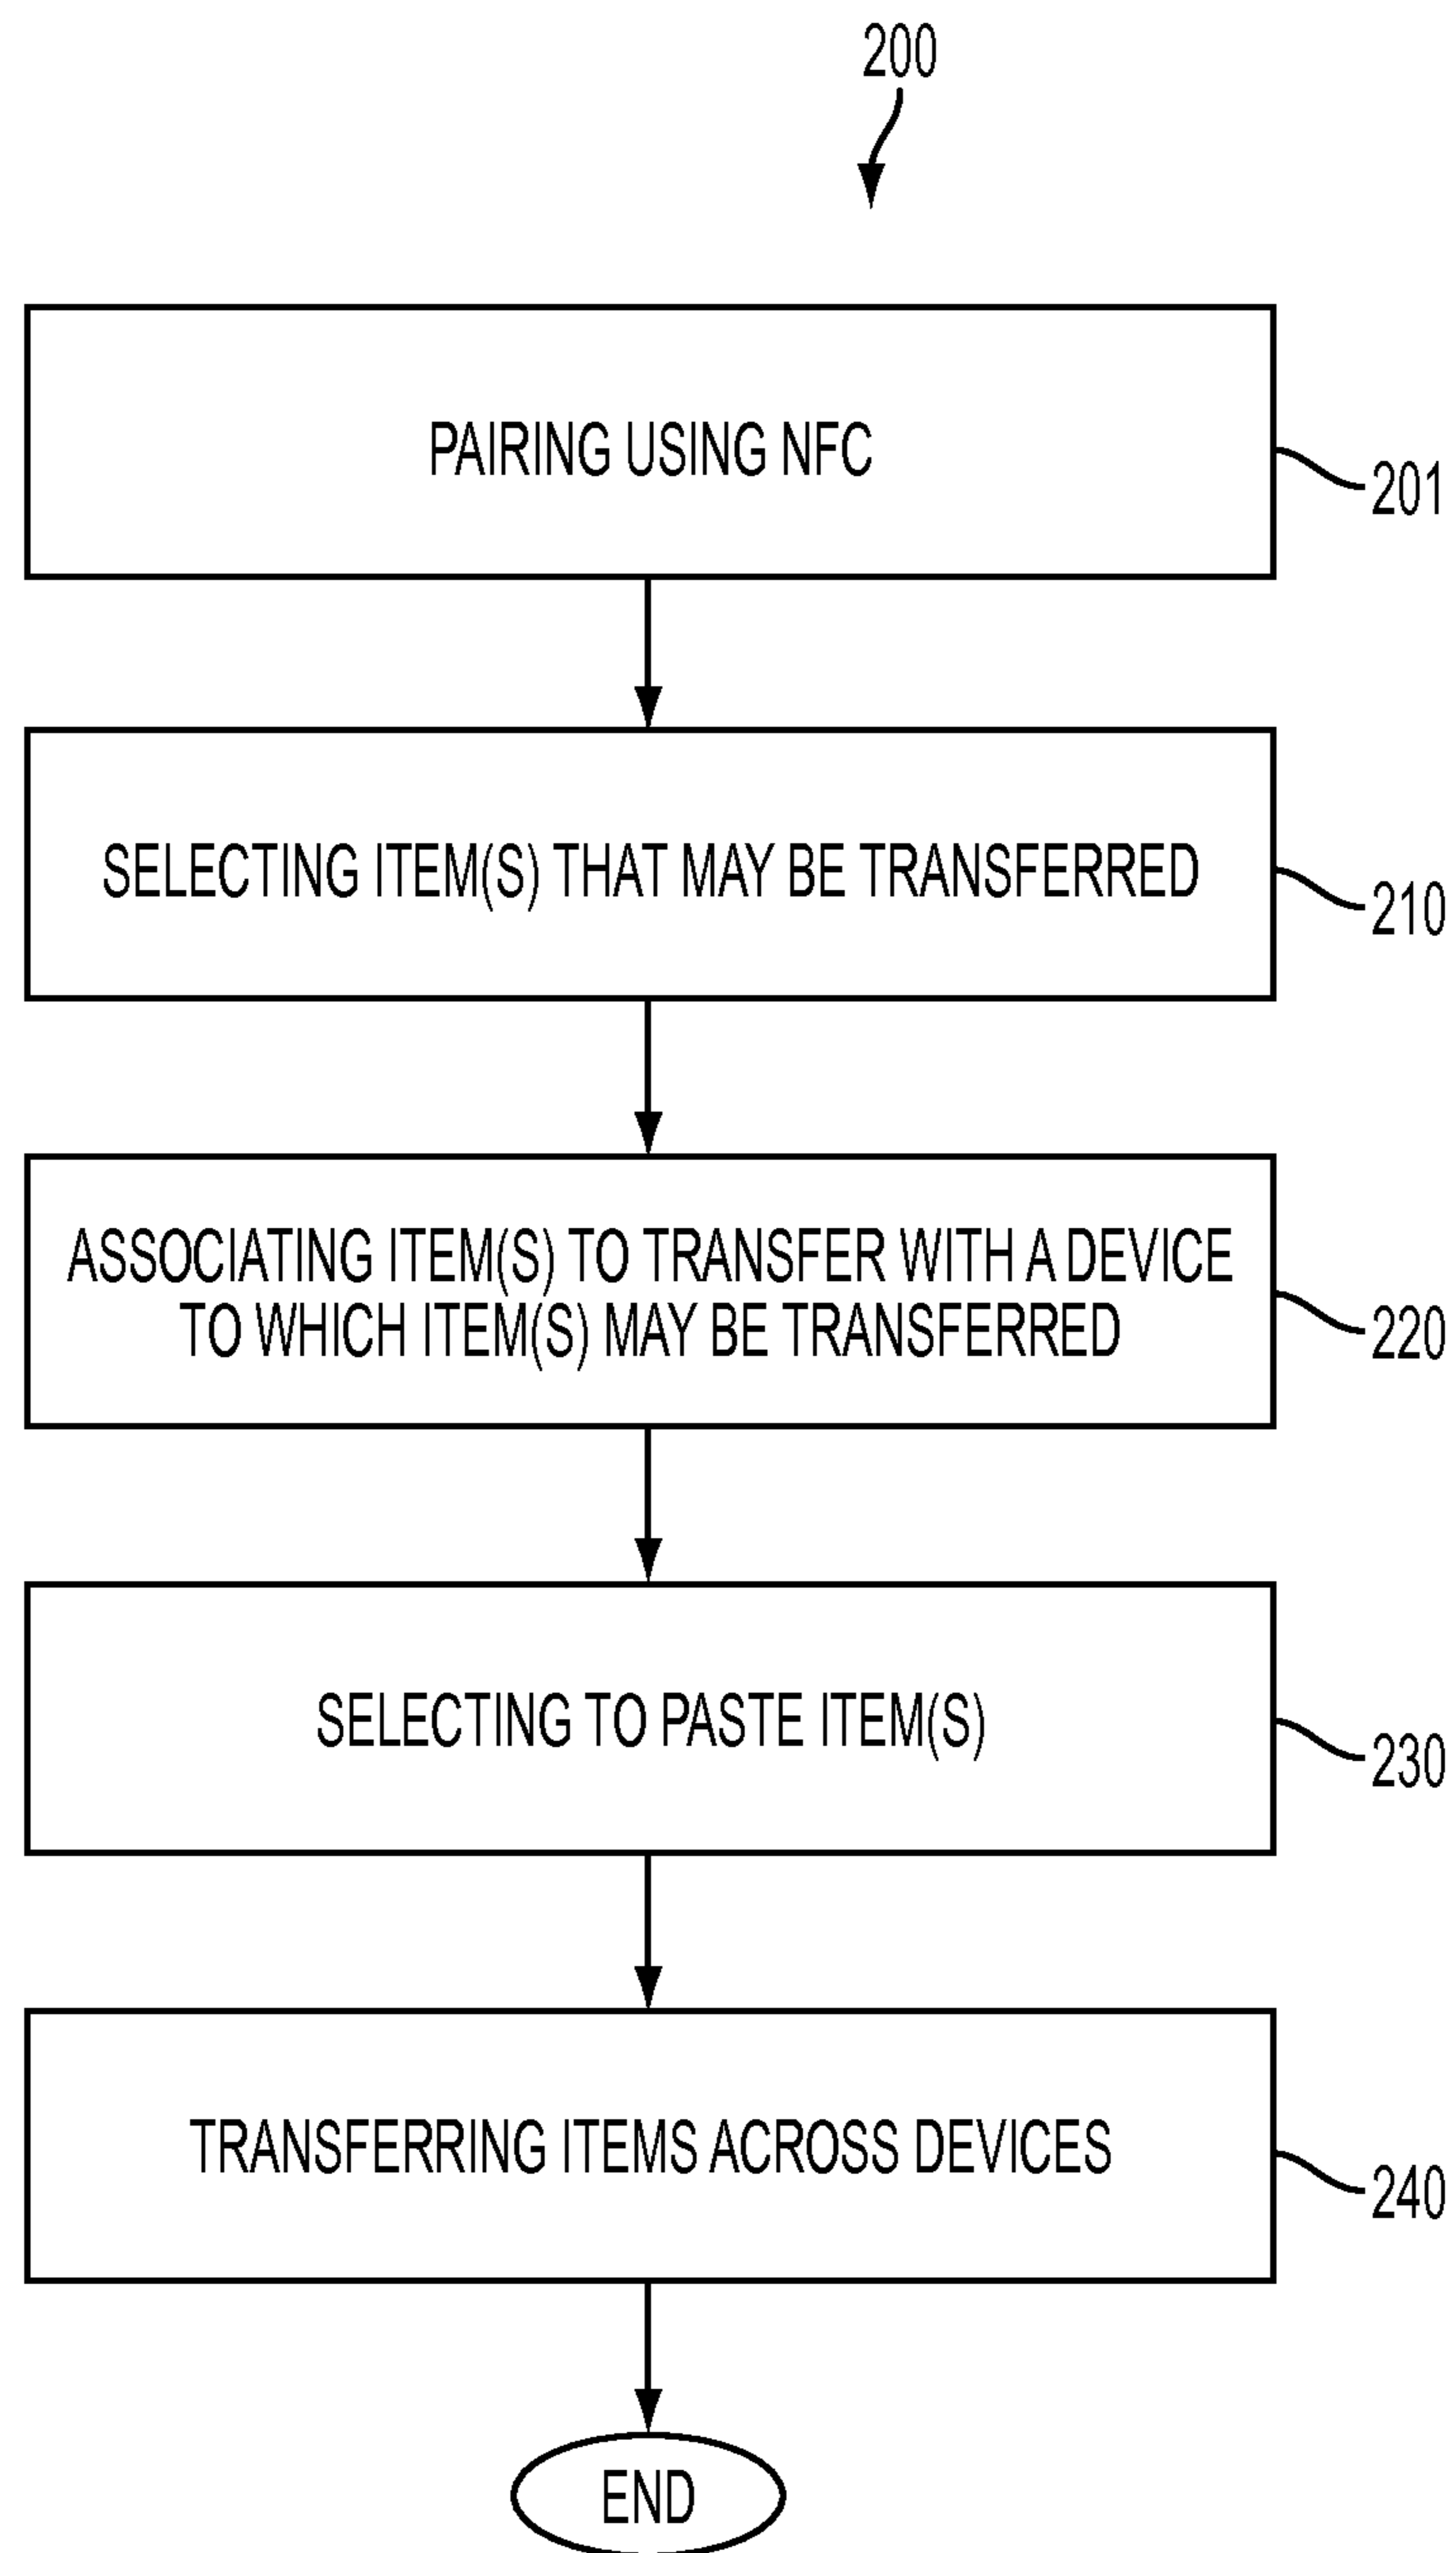 200
PAIRING USING NFC
201
SELECTING ITEM(S) THAT MAY BE TRANSFERRED
210
ASSOCIATING ITEM(S) TO TRANSFER WITH A DEVICE
TO WHICH ITEM(S) MAY BE TRANSFERRED
220
SELECTING TO PASTE ITEM(S)
230
TRANSFERRING ITEMS ACROSS DEVICES
240
END